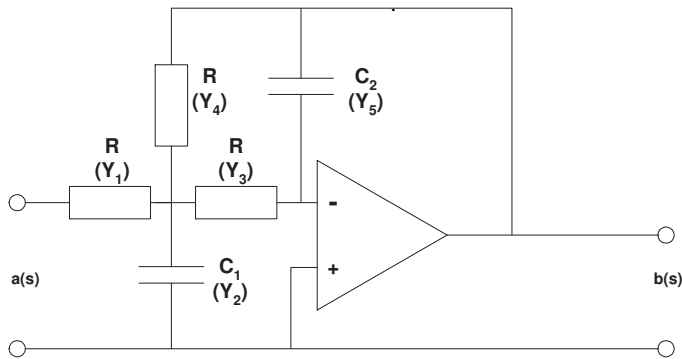 R
(Y4)
C2
(Y5)
R
(Y1)
R
(Y3)
-
+
C1
(Y2)
a(s)
b(s)